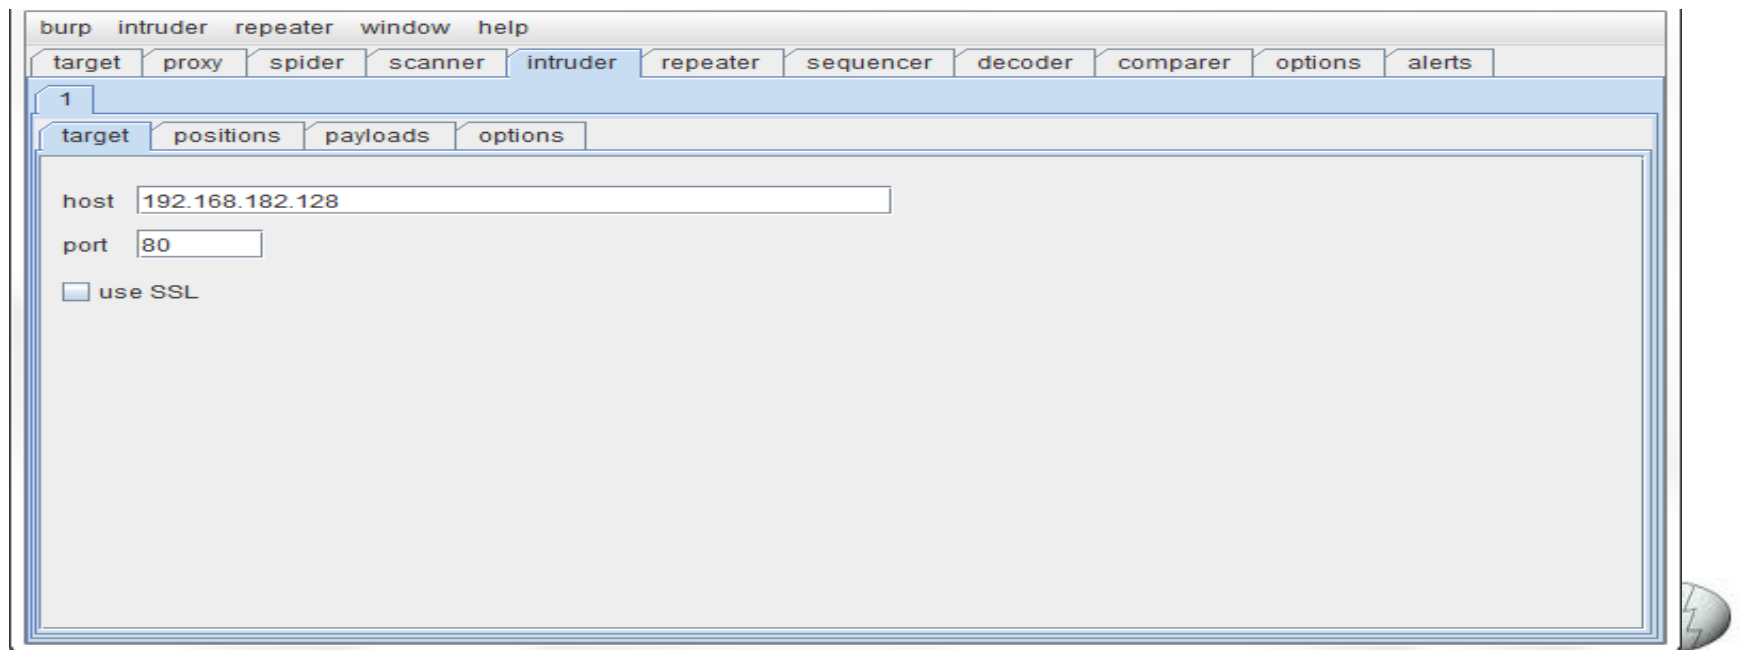 burp intruder repeater window help
target proxy spider scanner intruder repeater sequencer decoder comparer options alerts
1
target positions payloads options
host 192.168.182.128
port 80
use SSL